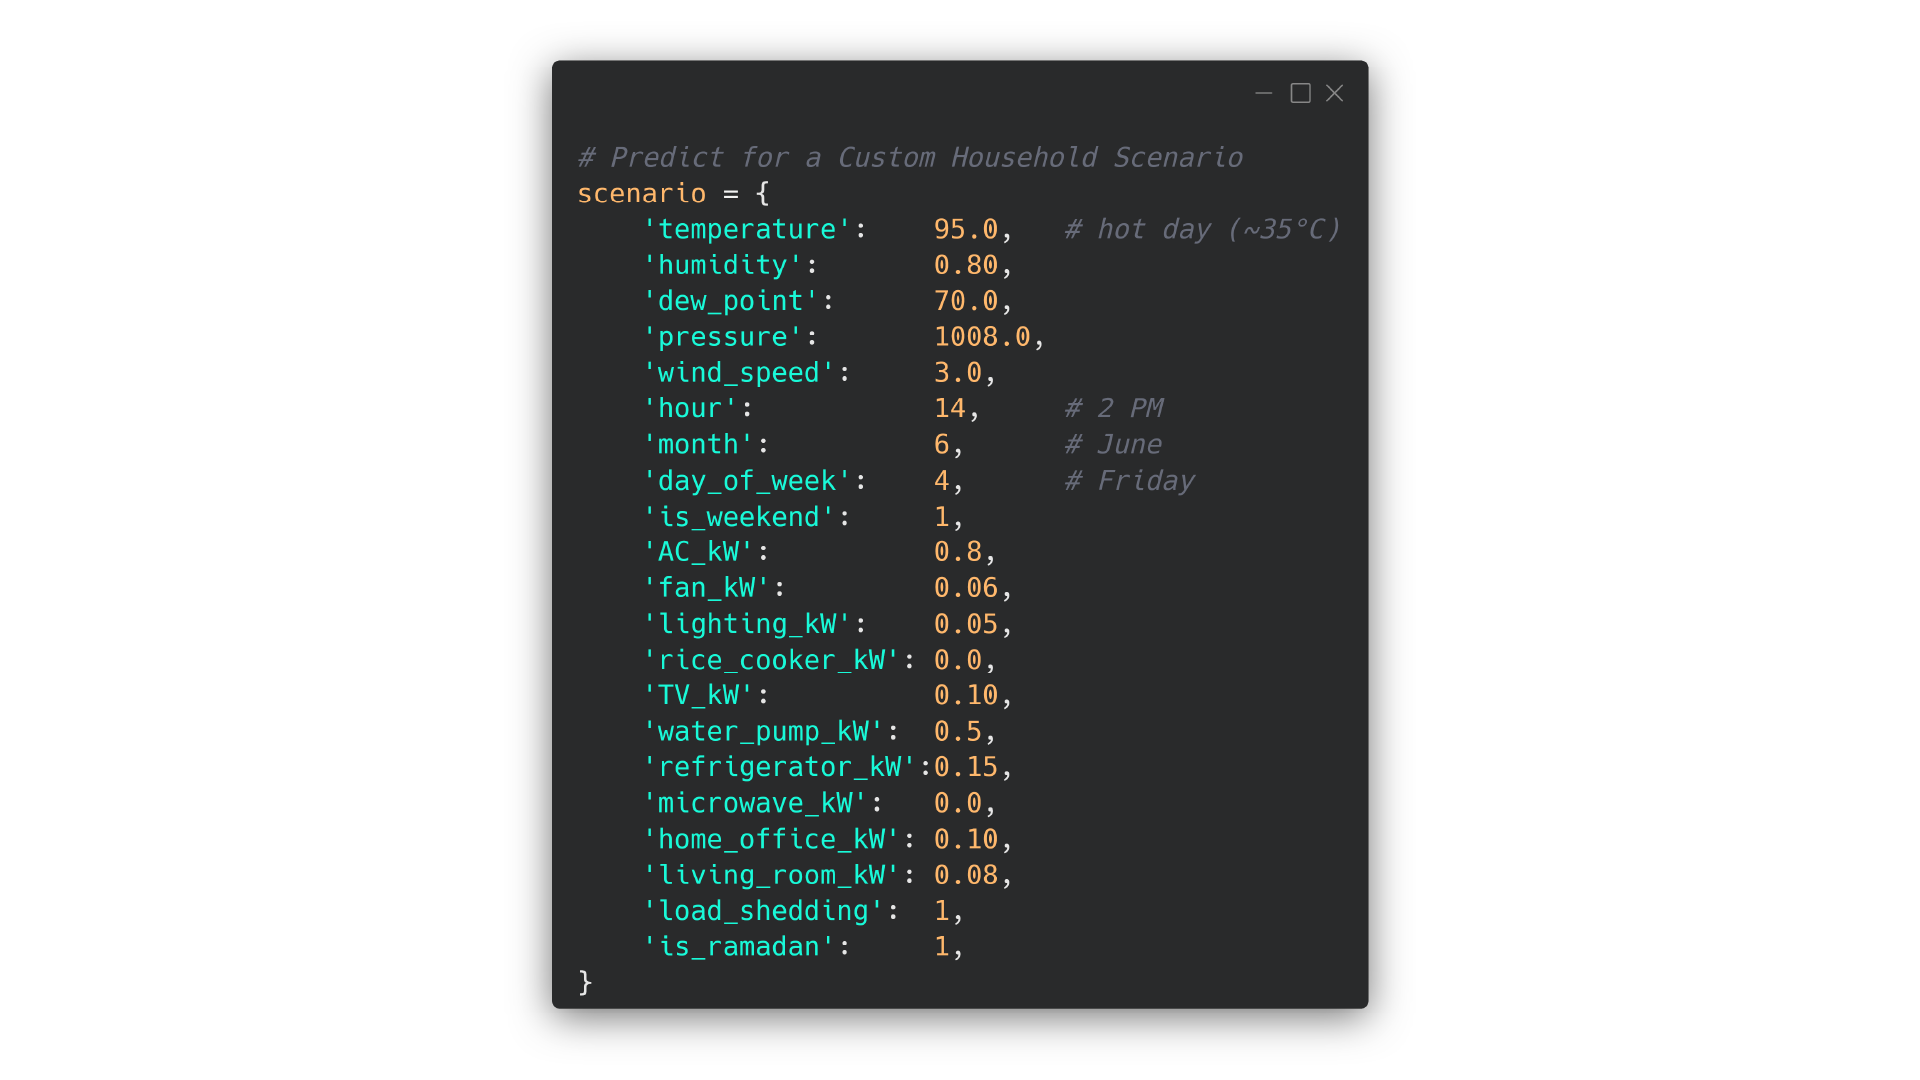 # Predict for a Custom Household Scenario
scenario = {
    'temperature':    95.0,   # hot day (~35°C)
    'humidity':       0.80,
    'dew_point':      70.0,
    'pressure':       1008.0,
    'wind_speed':     3.0,
    'hour':           14,     # 2 PM
    'month':          6,      # June
    'day_of_week':    4,      # Friday
    'is_weekend':     1,
    'AC_kW':          0.8,
    'fan_kW':         0.06,
    'lighting_kW':    0.05,
    'rice_cooker_kW': 0.0,
    'TV_kW':          0.10,
    'water_pump_kW':  0.5,
    'refrigerator_kW':0.15,
    'microwave_kW':   0.0,
    'home_office_kW': 0.10,
    'living_room_kW': 0.08,
    'load_shedding':  1,
    'is_ramadan':     1,
}